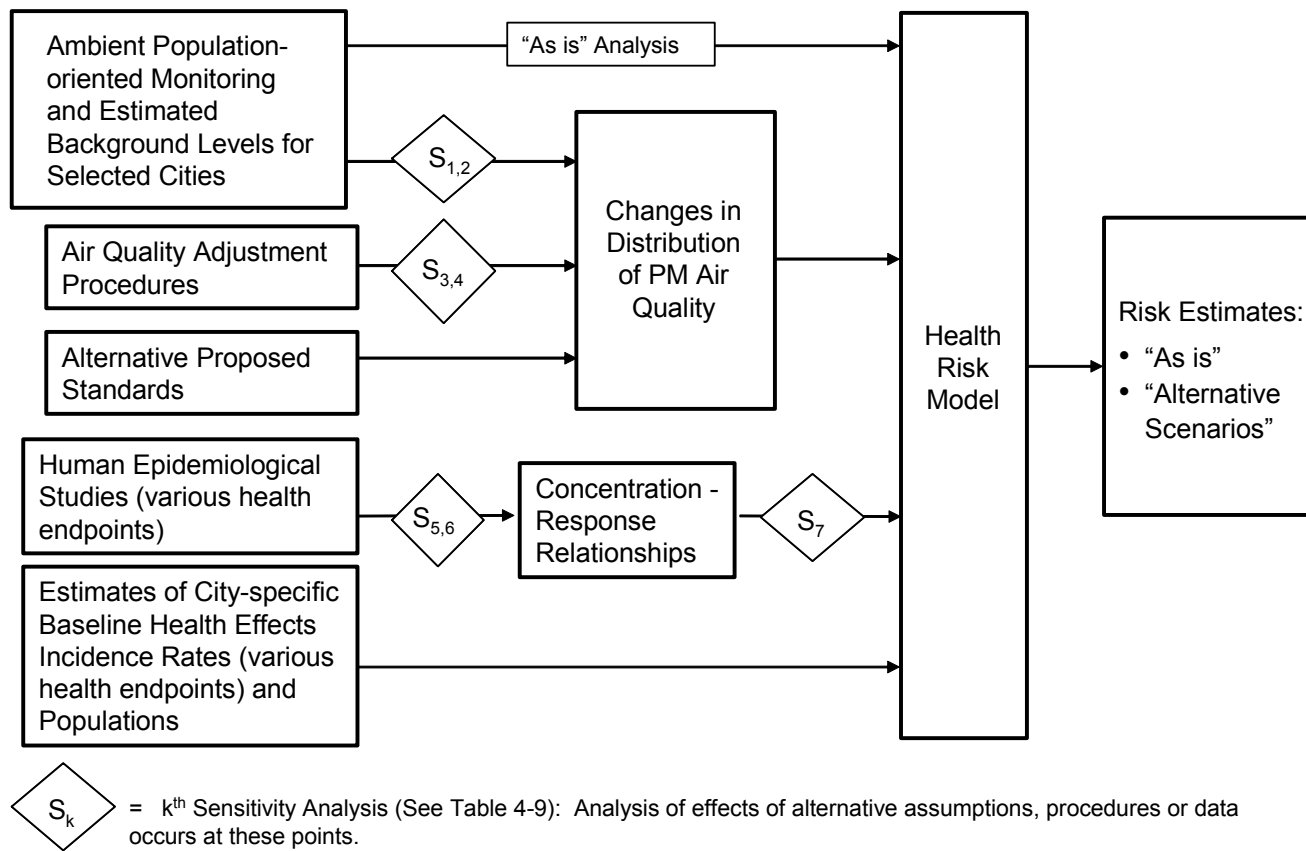 Ambient Population-
oriented Monitoring
and Estimated
Background Levels for
Selected Cities
“As is” Analysis
S1,2
Air Quality Adjustment
Procedures
S3,4
Alternative Proposed
Standards
Changes in
Distribution
of PM Air
Quality
Human Epidemiological
Studies (various health
endpoints)
S5,6
Concentration -
Response
Relationships
S7
Estimates of City-specific
Baseline Health Effects
Incidence Rates (various
health endpoints) and
Populations
Health
Risk
Model
Risk Estimates:
• “As is”
• “Alternative
Scenarios”
Sk
= kth Sensitivity Analysis (See Table 4-9): Analysis of effects of alternative assumptions, procedures or data
occurs at these points.